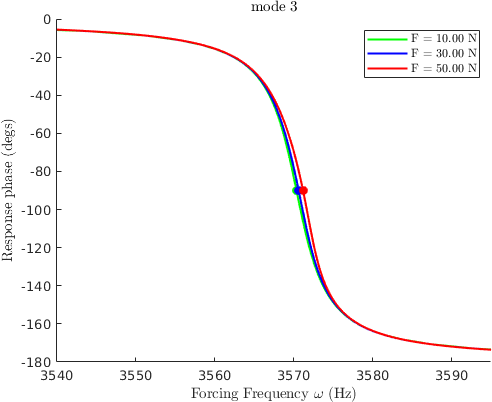 mode 3
F = 10.00 N
F = 30.00 N
F = 50.00 N
Response phase (degs)
0
-20
-40
-60
-80
-100
-120
-140
-160
-180
3540 3550 3560 3570 3580 3590
Forcing Frequency ω (Hz)